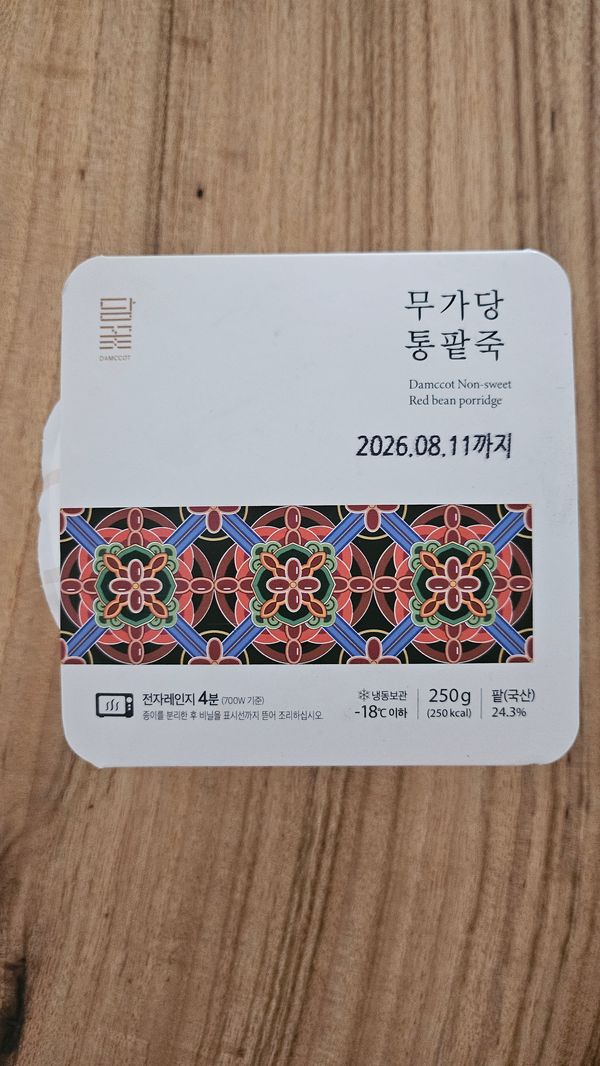 담꽃
DAMCCOT
무가당
통팥죽
Damccot Non-sweet
Red bean porridge
2026.08.11까지
전자레인지 4분 (700W 기준)
종이를 분리한 후 비닐을 표시선까지 뜯어 조리하십시오.
냉동보관
-18℃ 이하
250g
(250 kcal)
팥(국산)
24.3%